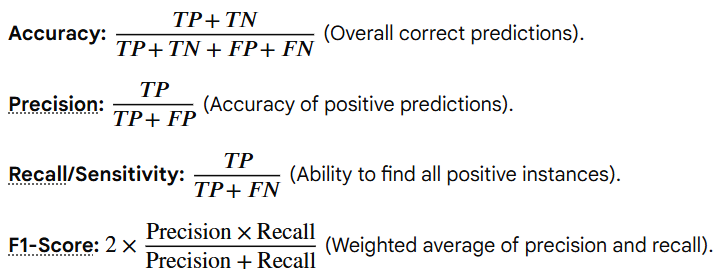 Accuracy: TP+TN / TP+TN+FP+FN (Overall correct predictions).
Precision: TP / TP+FP (Accuracy of positive predictions).
Recall/Sensitivity: TP / TP+FN (Ability to find all positive instances).
F1-Score: 2 × Precision × Recall / Precision + Recall (Weighted average of precision and recall).